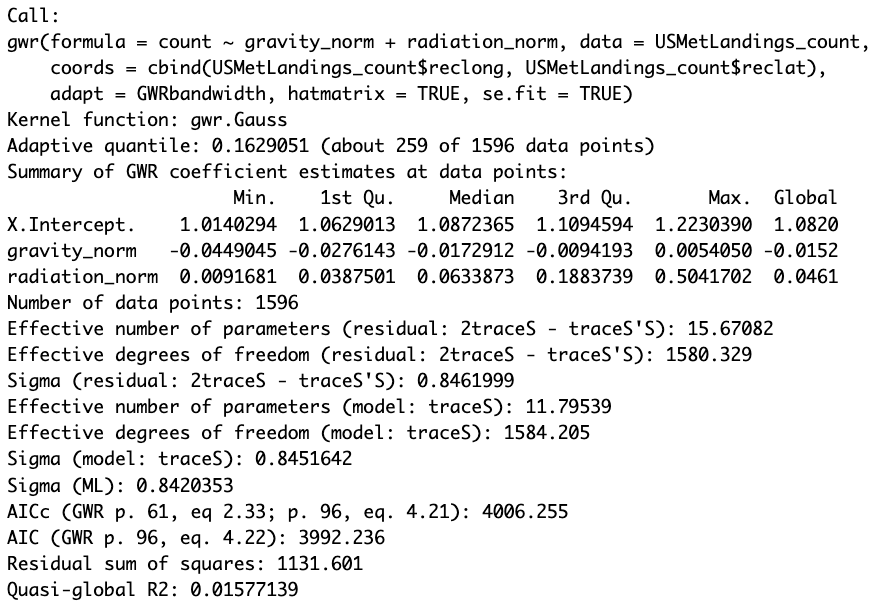 Call:
gwr(formula = count ~ gravity_norm + radiation_norm, data = USMetLandings_count,
    coords = cbind(USMetLandings_count$reclong, USMetLandings_count$reclat),
    adapt = GWRbandwidth, hatmatrix = TRUE, se.fit = TRUE)
Kernel function: gwr.Gauss
Adaptive quantile: 0.1629051 (about 259 of 1596 data points)
Summary of GWR coefficient estimates at data points:
                     Min.    1st Qu.     Median    3rd Qu.       Max.  Global
X.Intercept.    1.0140294  1.0629013  1.0872365  1.1094594  1.2230390  1.0820
gravity_norm   -0.0449045 -0.0276143 -0.0172912 -0.0094193  0.0054050 -0.0152
radiation_norm  0.0091681  0.0387501  0.0633873  0.1883739  0.5041702  0.0461
Number of data points: 1596
Effective number of parameters (residual: 2traceS - traceS'S): 15.67082
Effective degrees of freedom (residual: 2traceS - traceS'S): 1580.329
Sigma (residual: 2traceS - traceS'S): 0.8461999
Effective number of parameters (model: traceS): 11.79539
Effective degrees of freedom (model: traceS): 1584.205
Sigma (model: traceS): 0.8451642
Sigma (ML): 0.8420353
AICc (GWR p. 61, eq 2.33; p. 96, eq. 4.21): 4006.255
AIC (GWR p. 96, eq. 4.22): 3992.236
Residual sum of squares: 1131.601
Quasi-global R2: 0.01577139